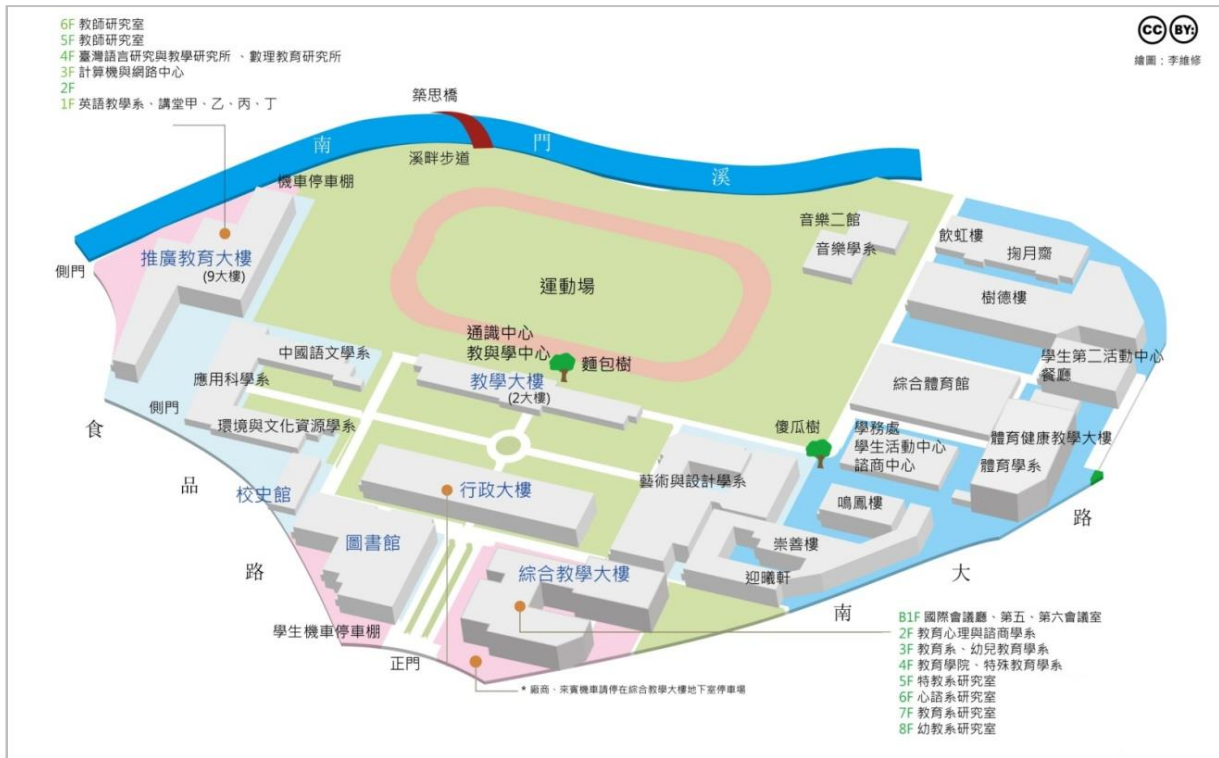 6F 教師研究室
5F 教師研究室
4F 臺灣語言研究與教學研究所 、數理教育研究所
3F 計算機與網路中心
2F
1F 英語教學系、講堂甲、乙、丙、丁
CC BY:
繪圖：李維修
築思橋
南門溪
溪畔步道
機車停車棚
側門
推廣教育大樓
(9大樓)
音樂二館
音樂學系
飲虹樓
掬月齋
樹德樓
運動場
通識中心
教與學中心
麵包樹
教學大樓
(2大樓)
中國語文學系
應用科學系
側門
環境與文化資源學系
學生第二活動中心
餐廳
綜合體育館
傻瓜樹
學務處
學生活動中心
諮商中心
體育健康教學大樓
體育學系
藝術與設計學系
行政大樓
校史館
圖書館
鳴鳳樓
崇善樓
迎曦軒
綜合教學大樓
學生機車停車棚
正門
食品路
南大路
* 廠商、來賓機車請停在綜合教學大樓地下室停車場
B1F 國際會議廳、第五、第六會議室
2F 教育心理與諮商學系
3F 教育系、幼兒教育學系
4F 教育學院、特殊教育學系
5F 特教系研究室
6F 心諮系研究室
7F 教育系研究室
8F 幼教系研究室